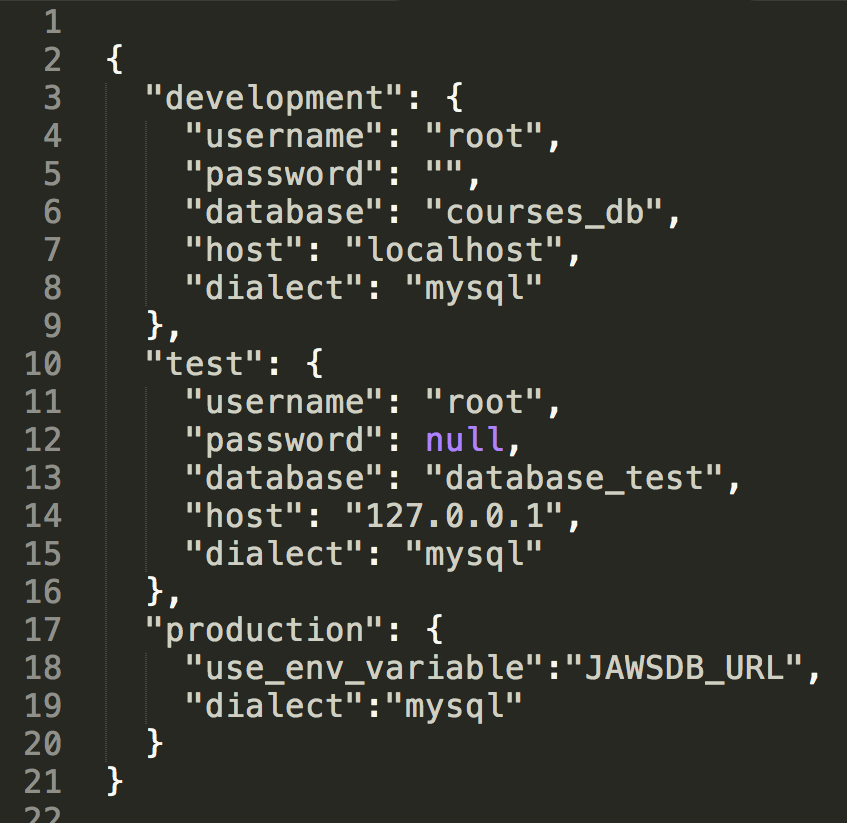 1
2 {
3 "development": {
4 "username": "root",
5 "password": "",
6 "database": "courses_db",
7 "host": "localhost",
8 "dialect": "mysql"
9 },
10 "test": {
11 "username": "root",
12 "password": null,
13 "database": "database_test",
14 "host": "127.0.0.1",
15 "dialect": "mysql"
16 },
17 "production": {
18 "use_env_variable":"JAWSDB_URL",
19 "dialect":"mysql"
20 }
21 }
22